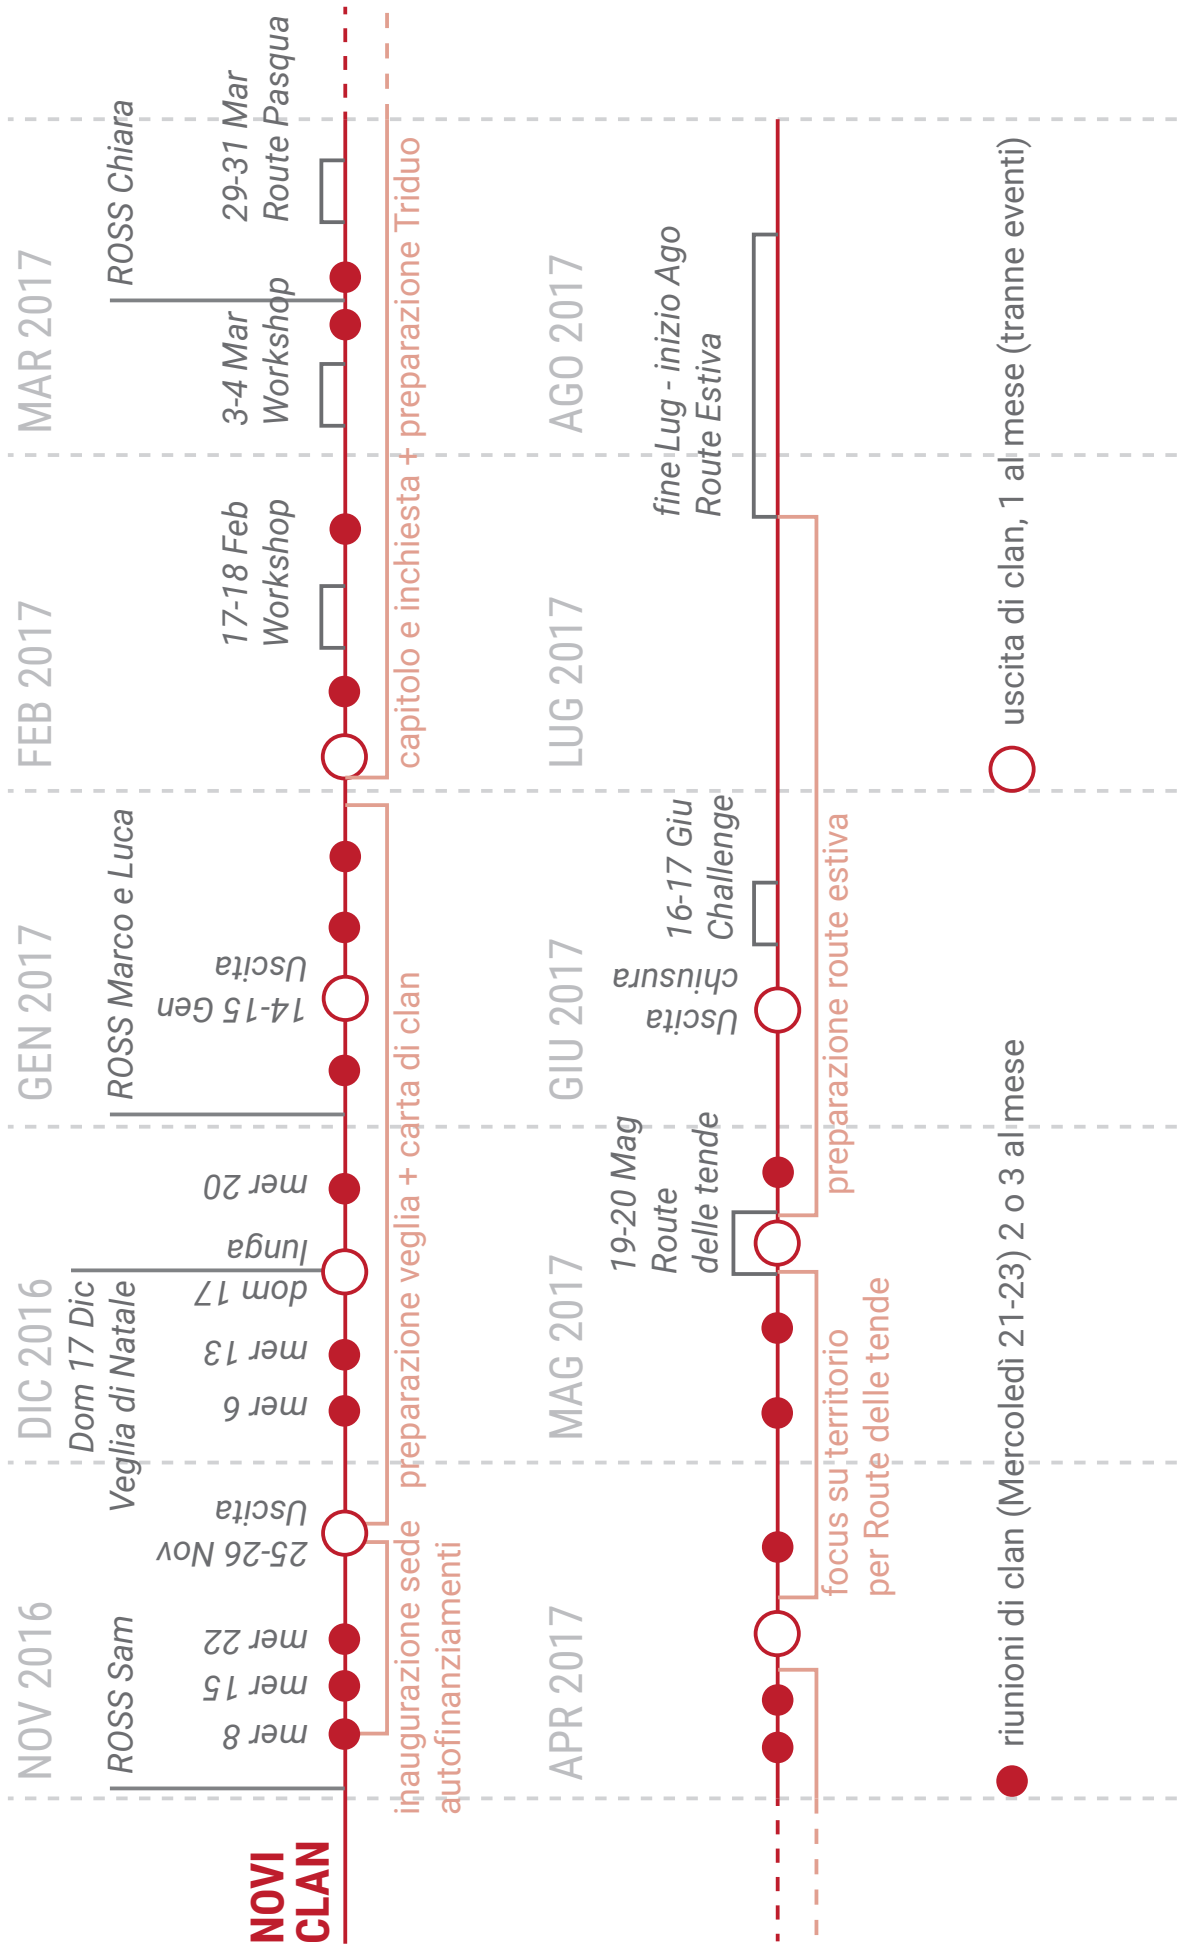 NOVI
CLAN
NOV 2016
DIC 2016
GEN 2017
FEB 2017
MAR 2017
ROSS Sam
Dom 17 Dic
Veglia di Natale
ROSS Marco e Luca
ROSS Chiara
mer 8
mer 15
mer 22
25-26 Nov
Uscita
mer 6
mer 13
dom 17
lunga
mer 20
14-15 Gen
Uscita
17-18 Feb
Workshop
3-4 Mar
Workshop
29-31 Mar
Route Pasqua
inaugurazione sede
autofinanziamenti
preparazione veglia + carta di clan
capitolo e inchiesta + preparazione Triduo
APR 2017
MAG 2017
GIU 2017
LUG 2017
AGO 2017
19-20 Mag
Route
delle tende
Uscita
chiusura
16-17 Giu
Challenge
fine Lug - inizio Ago
Route Estiva
focus su territorio
per Route delle tende
preparazione route estiva
riunioni di clan (Mercoledì 21-23) 2 o 3 al mese
uscita di clan, 1 al mese (tranne eventi)